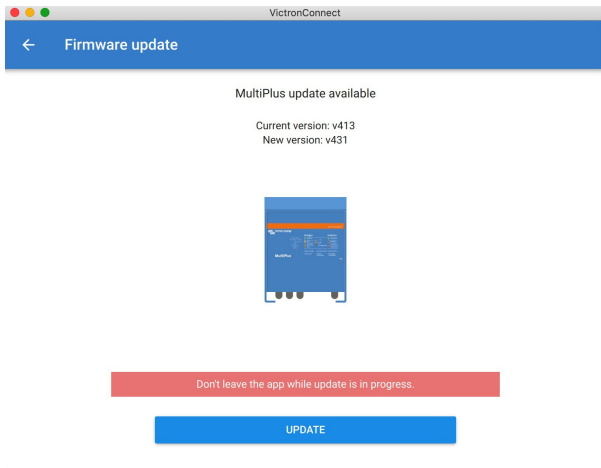 VictronConnect
Firmware update
MultiPlus update available
Current version: v413
New version: v431
MultiPlus
Don't leave the app while update is in progress.
UPDATE